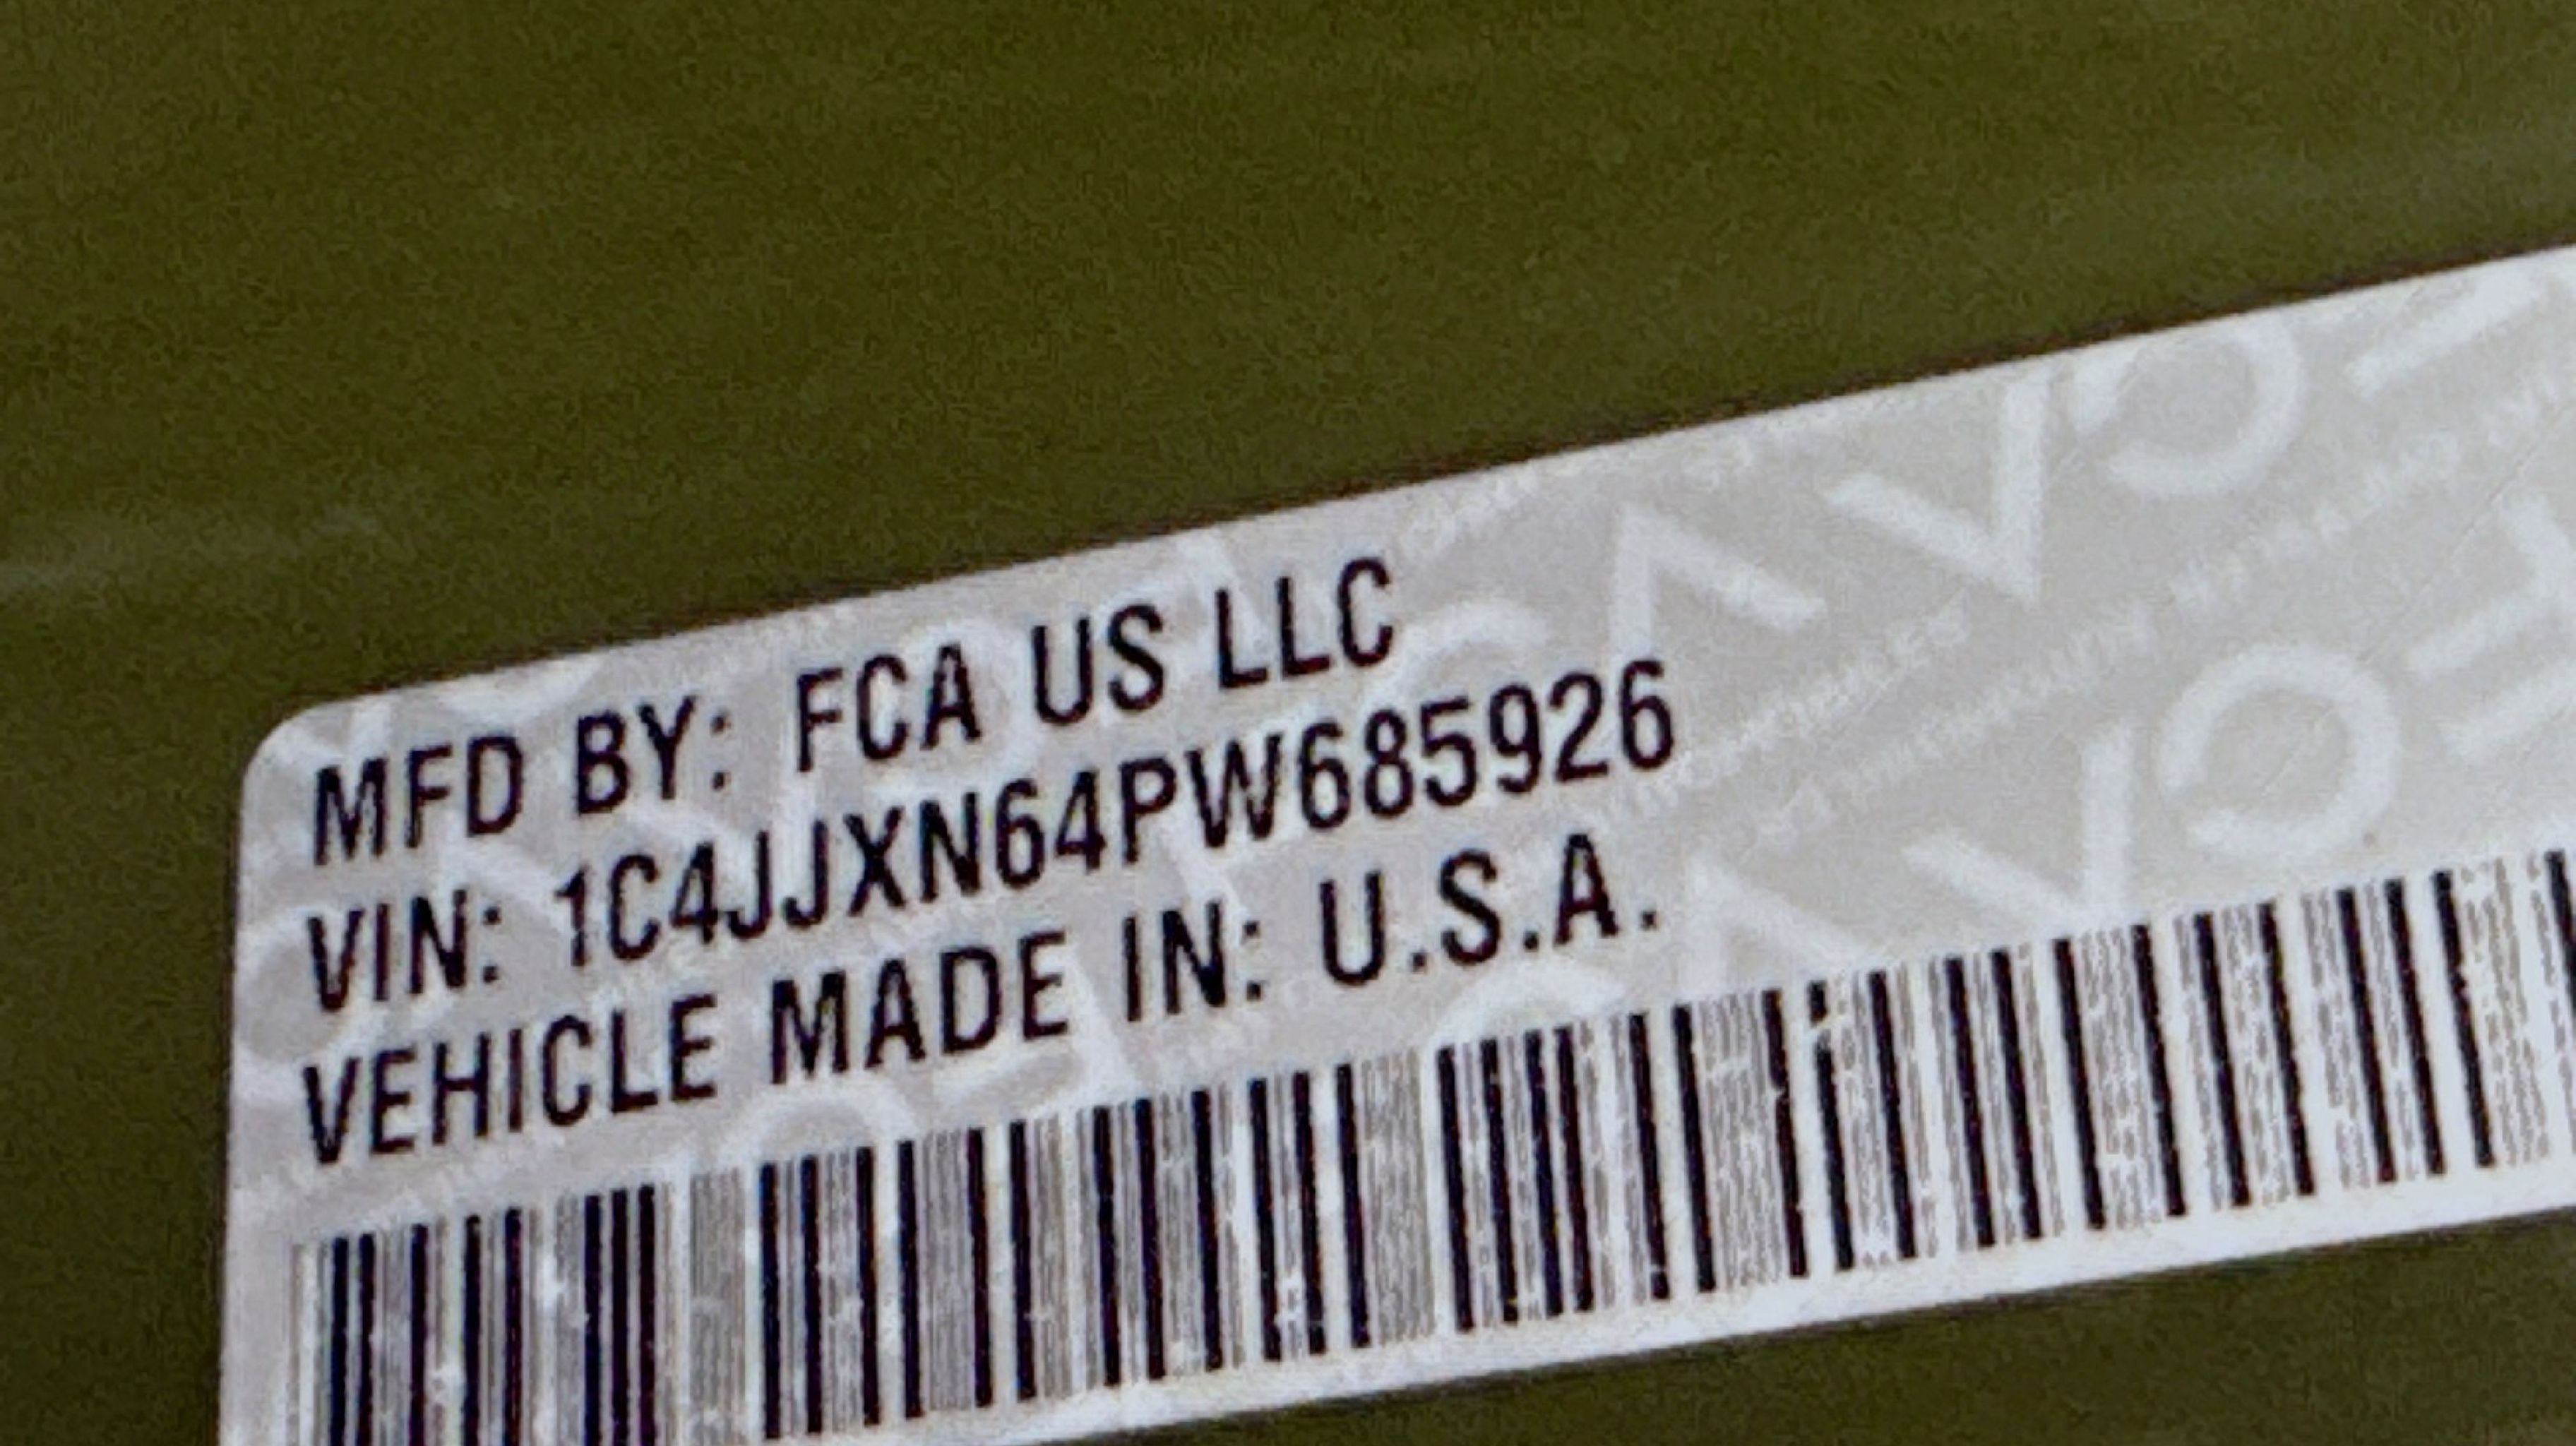 MFD BY: FCA US LLC
VIN: 1C4JJXN64PW685926
VEHICLE MADE IN: U.S.A.